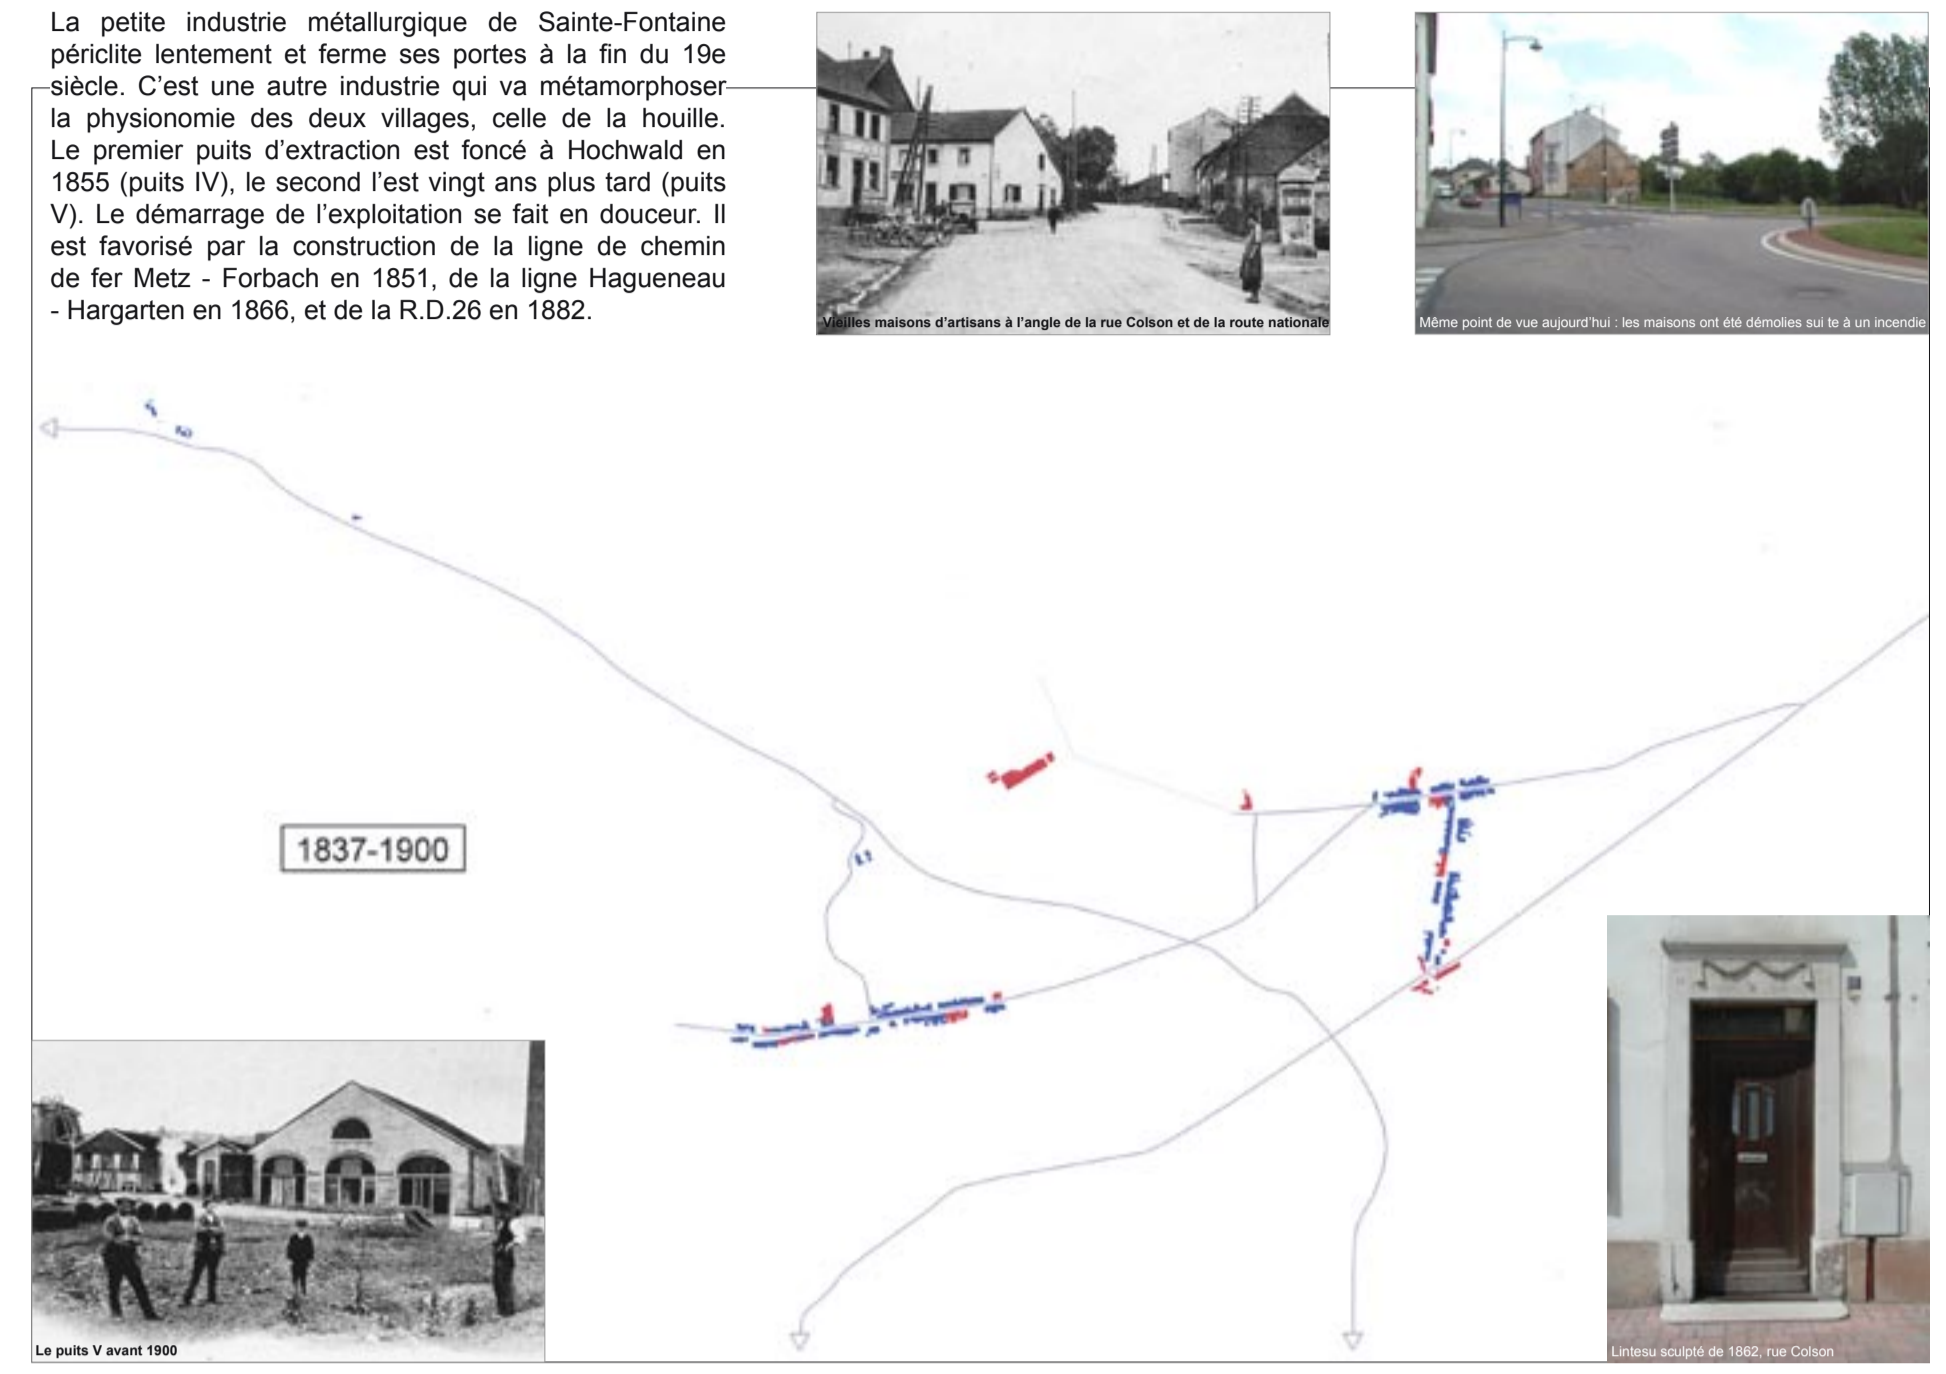 La petite industrie métallurgique de Sainte-Fontaine
périclite lentement et ferme ses portes à la fin du 19e
siècle. C’est une autre industrie qui va métamorphoser
la physionomie des deux villages, celle de la houille.
Le premier puits d’extraction est foncé à Hochwald en
1855 (puits IV), le second l’est vingt ans plus tard (puits
V). Le démarrage de l’exploitation se fait en douceur. Il
est favorisé par la construction de la ligne de chemin
de fer Metz - Forbach en 1851, de la ligne Hagueneau
- Hargarten en 1866, et de la R.D.26 en 1882.
Vieilles maisons d’artisans à l’angle de la rue Colson et de la route nationale
Même point de vue aujourd’hui : les maisons ont été démolies sui te à un incendie
1837-1900
Le puits V avant 1900
Lintesu sculpté de 1862, rue Colson